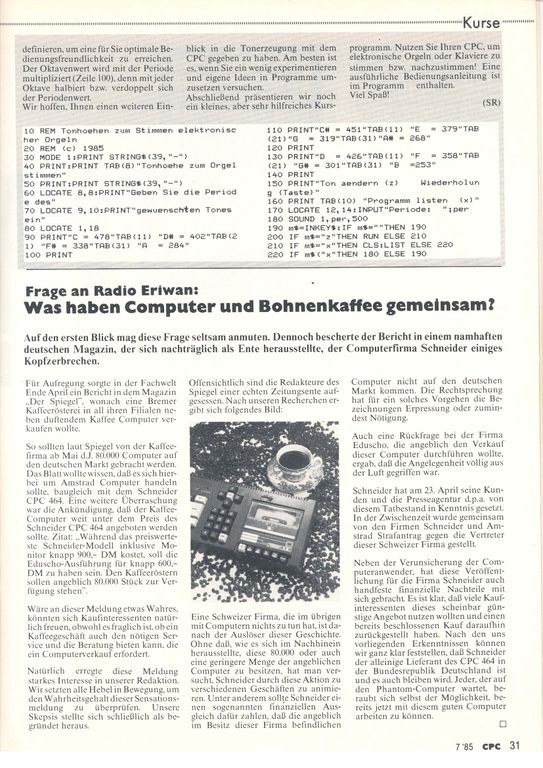 Kurse
definieren, um eine für Sie optimale Be-
dienungsfreundlichkeit zu erreichen.
Der Oktavenwert wird mit der Periode
multipliziert (Zeile 100), denn mit jeder
Oktave halbiert bzw. verdoppelt sich
der Periodenwert.
Wir hoffen, Ihnen einen weiteren Ein-
blick in die Tonerzeugung mit dem
CPC gegeben zu haben. Am besten ist
es, wenn Sie ein wenig experimentieren
und eigene Ideen in Programme um-
zusetzen versuchen.
Abschließend präsentieren wir noch
ein kleines, aber sehr hilfreiches Kurs-
programm. Nutzen Sie Ihren CPC, um
elektronische Orgeln oder Klaviere zu
stimmen bzw. nachzustimmen! Eine
ausführliche Bedienungsanleitung ist
im Programm enthalten.
Viel Spaß!
(SR)
10 REM Tonhoehen zum Stimmen elektronisc
her Orgeln
20 REM (c) 1985
30 MODE 1:PRINT STRING$(39,"-")
40 PRINT:PRINT TAB(8)"Tonhoehe zum Orgel
stimmen"
50 PRINT:PRINT STRING$(39,"-")
60 LOCATE 8,8:PRINT"Geben Sie die Period
e des"
70 LOCATE 9,10:PRINT"gewuenschten Tones
ein"
80 LOCATE 1,18
90 PRINT"C = 478"TAB(11) "D# = 402"TAB(2
1) "F# = 338"TAB(31) "A = 284"
100 PRINT
110 PRINT"C# = 451"TAB(11) "E = 379"TAB
(21)"G = 319"TAB(31)"A# = 268"
120 PRINT
130 PRINT"D = 426"TAB(11) "F = 358"TAB
(21) "G# = 301"TAB(31) "B =253"
140 PRINT
150 PRINT"Ton aendern (z) Wiederholun
g (Taste)"
160 PRINT TAB(10) "Programm listen (x)"
170 LOCATE 12,14:INPUT"Periode: ";per
180 SOUND 1,per,500
190 m$=INKEY$:IF m$=""THEN 190
200 IF m$="z"THEN RUN ELSE 210
210 IF m$="x"THEN CLS:LIST ELSE 220
220 IF m$<"x"THEN 180 ELSE 190
Frage an Radio Eriwan:
Was haben Computer und Bohnenkaffee gemeinsam?
Auf den ersten Blick mag diese Frage seltsam anmuten. Dennoch bescherte der Bericht in einem namhaften
deutschen Magazin, der sich nachträglich als Ente herausstellte, der Computerfirma Schneider einiges
Kopfzerbrechen.
Für Aufregung sorgte in der Fachwelt
Ende April ein Bericht in dem Magazin
„Der Spiegel", wonach eine Bremer
Kaffeerösterei in all ihren Filialen ne-
ben duftendem Kaffee Computer ver-
kaufen wollte.
So sollten laut Spiegel von der Kaffee-
firma ab Mai d.J. 80.000 Computer auf
den deutschen Markt gebracht werden.
Das Blatt wollte wissen, daß es sich hier-
bei um Amstrad Computer handeln
sollte, baugleich mit dem Schneider
CPC 464. Eine weitere Überraschung
war die Ankündigung, daß der Kaffee-
Computer weit unter dem Preis des
Schneider CPC 464 angeboten werden
sollte. Zitat: „Während das preiswerte-
ste Schneider-Modell inklusive Mo-
nitor knapp 900,- DM kostet, soll die
Eduscho-Ausführung für knapp 600,-
DM zu haben sein. Den Kaffeeröstern
sollen angeblich 80.000 Stück zur Ver-
fügung stehen".
Wäre an dieser Meldung etwas Wahres,
könnten sich Kaufinteressenten natür-
lich freuen, obwohl es fraglich ist, ob ein
Kaffeegeschäft auch den nötigen Ser-
vice und die Beratung bieten kann, die
ein Computerverkauf erfordert.
Natürlich erregte diese Meldung
starkes Interesse in unserer Redaktion.
Wir setzten alle Hebel in Bewegung, um
den Wahrheitsgehalt dieser Sensations-
meldung zu überprüfen. Unsere
Skepsis stellte sich schließlich als be-
gründet heraus.
Offensichtlich sind die Redakteure des
Spiegel einer echten Zeitungsente auf-
gesessen. Nach unseren Recherchen er-
gibt sich folgendes Bild:
Eine Schweizer Firma, die im übrigen
mit Computern nichts zu tun hat, ist da-
nach der Auslöser dieser Geschichte.
Ohne daß, wie es sich im Nachhinein
herausstellte, diese 80.000 oder auch
eine geringere Menge der angeblichen
Computer zu besitzen, hat man ver-
sucht, Schneider durch diese Aktion zu
verschiedenen Geschäften zu animie-
ren. Unter anderem sollte Schneider ei-
nen sogenannten finanziellen Aus-
gleich dafür zahlen, daß die angeblich
im Besitz dieser Firma befindlichen
Computer nicht auf den deutschen
Markt kommen. Die Rechtsprechung
hat für ein solches Vorgehen die Be-
zeichnungen Erpressung oder zumin-
dest Nötigung.
Auch eine Rückfrage bei der Firma
Eduscho, die angeblich den Verkauf
dieser Computer durchführen wollte,
ergab, daß die Angelegenheit völlig aus
der Luft gegriffen war.
Schneider hat am 23. April seine Kun-
den und die Presseagentur d.p.a. von
diesem Tatbestand in Kenntnis gesetzt.
In der Zwischenzeit wurde gemeinsam
von den Firmen Schneider und Am-
strad Strafantrag gegen die Vertreter
dieser Schweizer Firma gestellt.
Neben der Verunsicherung der Com-
puteranwender, hat diese Veröffent-
lichung für die Firma Schneider auch
handfeste finanzielle Nachteile mit
sich gebracht. Es ist klar, daß viele Kauf-
interessenten dieses scheinbar gün-
stige Angebot nutzen wollten und einen
bereits beschlossenen Kauf daraufhin
zurückgestellt haben. Nach den uns
vorliegenden Erkenntnissen können
wir ganz klar feststellen, daß Schneider
der alleinige Lieferant des CPC 464 in
der Bundesrepublik Deutschland ist
und es auch bleiben wird. Jeder, der auf
den Phantom-Computer wartet, be-
raubt sich selbst der Möglichkeit, be-
reits jetzt mit diesem guten Computer
arbeiten zu können.
7'85 CPC 31